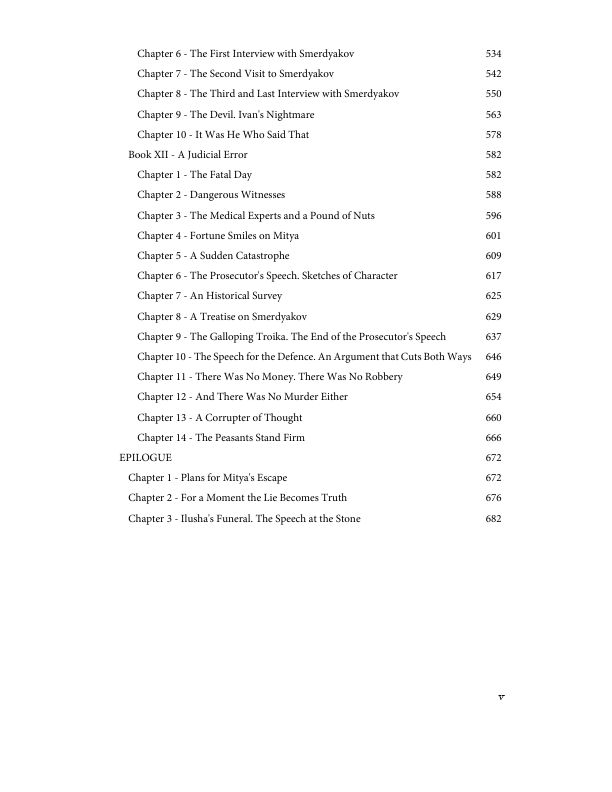 Chapter 6 - The First Interview with Smerdyakov 534
Chapter 7 - The Second Visit to Smerdyakov 542
Chapter 8 - The Third and Last Interview with Smerdyakov 550
Chapter 9 - The Devil. Ivan's Nightmare 563
Chapter 10 - It Was He Who Said That 578
Book XII - A Judicial Error 582
Chapter 1 - The Fatal Day 582
Chapter 2 - Dangerous Witnesses 588
Chapter 3 - The Medical Experts and a Pound of Nuts 596
Chapter 4 - Fortune Smiles on Mitya 601
Chapter 5 - A Sudden Catastrophe 609
Chapter 6 - The Prosecutor's Speech. Sketches of Character 617
Chapter 7 - An Historical Survey 625
Chapter 8 - A Treatise on Smerdyakov 629
Chapter 9 - The Galloping Troika. The End of the Prosecutor's Speech 637
Chapter 10 - The Speech for the Defence. An Argument that Cuts Both Ways 646
Chapter 11 - There Was No Money. There Was No Robbery 649
Chapter 12 - And There Was No Murder Either 654
Chapter 13 - A Corrupter of Thought 660
Chapter 14 - The Peasants Stand Firm 666
EPILOGUE 672
Chapter 1 - Plans for Mitya's Escape 672
Chapter 2 - For a Moment the Lie Becomes Truth 676
Chapter 3 - Ilusha's Funeral. The Speech at the Stone 682
v